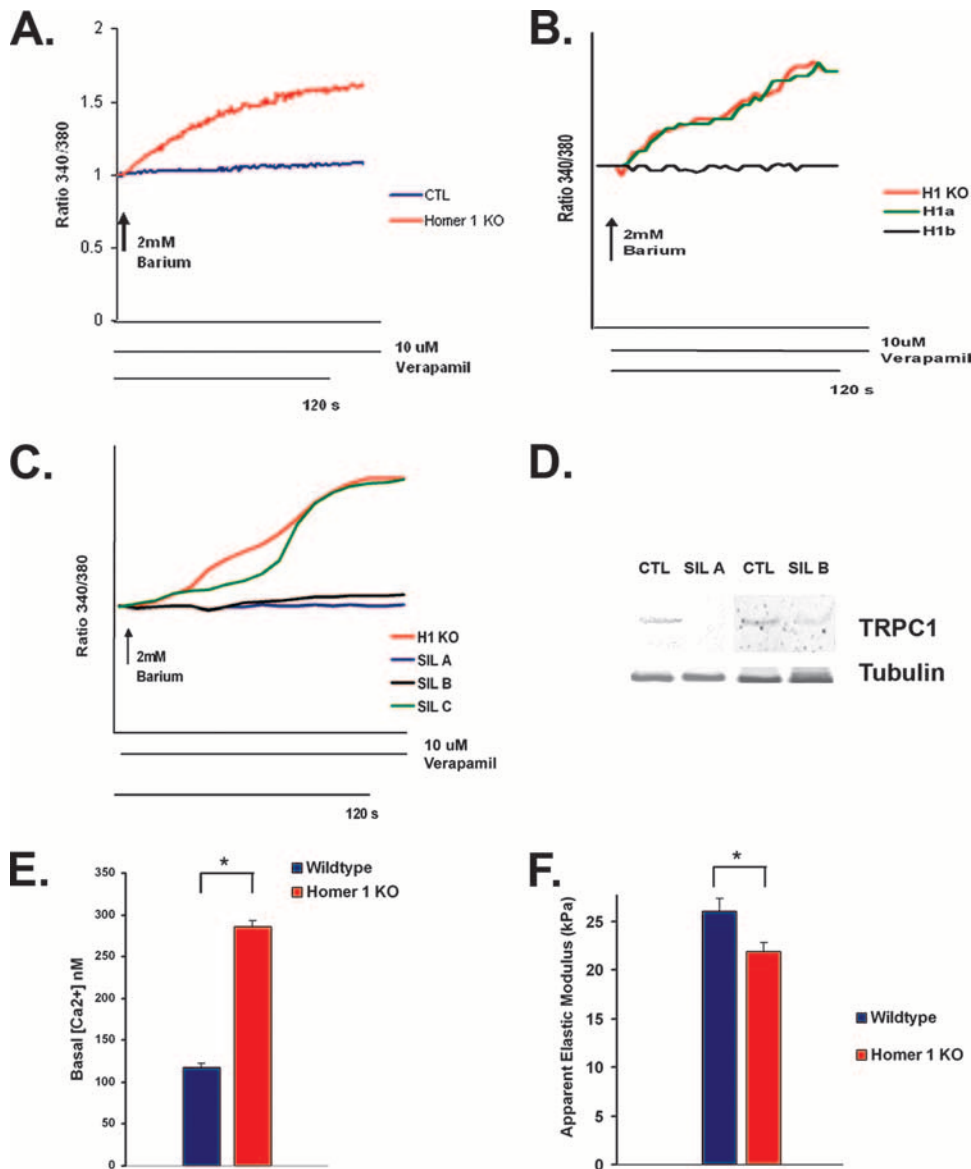 A.
2
1.5
1
0.5
0
Ratio 340/380
CTL
Homer 1 KO
2mM
Barium
10 uM
Verapamil
120 s
B.
Ratio 340/380
H1 KO
H1a
H1b
2mM
Barium
10uM
Verapamil
120 s
C.
Ratio 340/380
2mM
Barium
H1 KO
SIL A
SIL B
SIL C
10 uM
Verapamil
120 s
D.
CTL SIL A CTL SIL B
TRPC1
Tubulin
E.
Wildtype
Homer 1 KO
*
350
300
250
200
150
100
50
0
Basal [Ca2+] nM
F.
*
25
20
15
10
5
0
Apparent Elastic Modulus (kPa)
Wildtype
Homer 1 KO